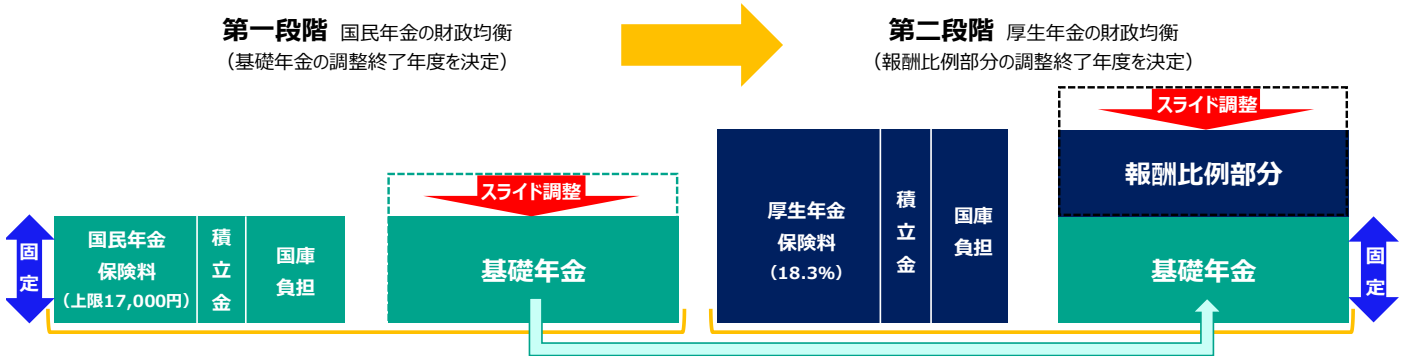 第一段階 国民年金の財政均衡
（基礎年金の調整終了年度を決定）
第二段階 厚生年金の財政均衡
（報酬比例部分の調整終了年度を決定）
固
定
国民年金
保険料
（上限17,000円）
積
立
金
国庫
負担
スライド調整
基礎年金
厚生年金
保険料
（18.3%）
積
立
金
国庫
負担
スライド調整
報酬比例部分
基礎年金
固
定